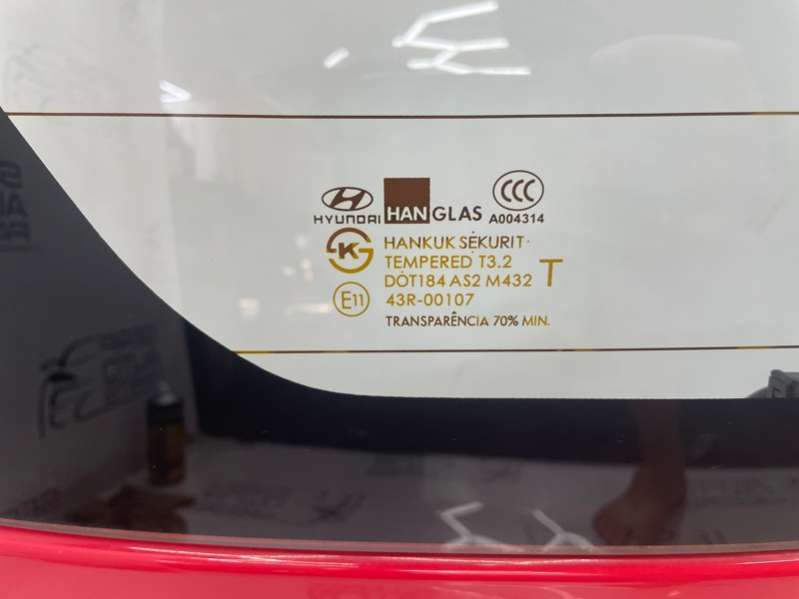 HYUNDAI HANGLAS CCC
A004314
K HANKUK SEKURIT
TEMPERED T3.2
DOT184 AS2 M432 T
E11 43R-00107
TRANSPARÊNCIA 70% MIN.